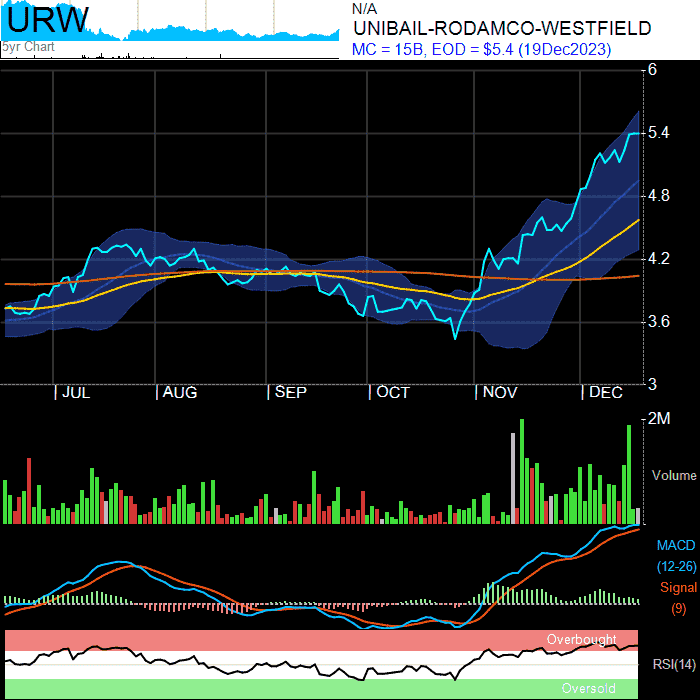 URW
5yr Chart
N/A
UNIBAIL-RODAMCO-WESTFIELD
MC = 15B, EOD = $5.4 (19Dec2023)
6
5.4
4.8
4.2
3.6
3
| JUL | AUG | SEP | OCT | NOV | DEC
2M
Volume
MACD
(12-26)
Signal
(9)
Overbought
RSI(14)
Oversold